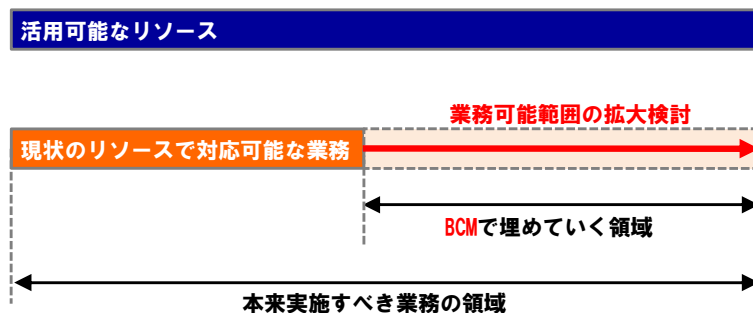 活用可能なリソース
業務可能範囲の拡大検討
現状のリソースで対応可能な業務
BCMで埋めていく領域
本来実施すべき業務の領域